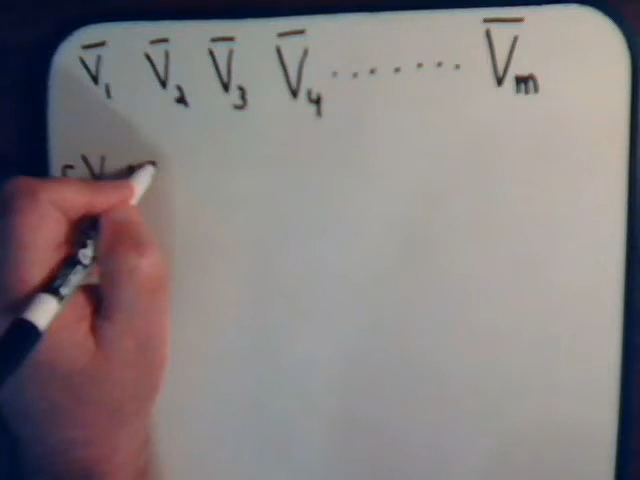 V̅₁ V̅₂ V̅₃ V̅₄ ........ V̅ₘ